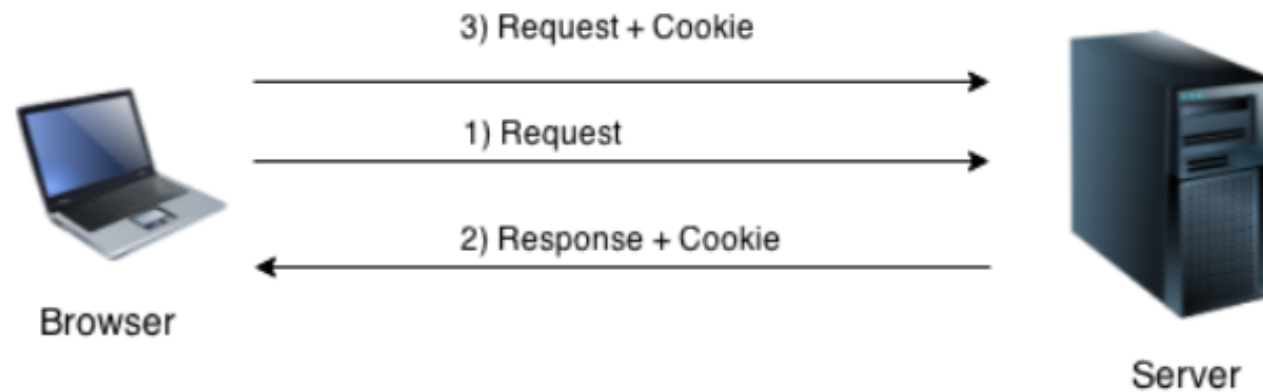 3) Request + Cookie
1) Request
2) Response + Cookie
Browser
Server